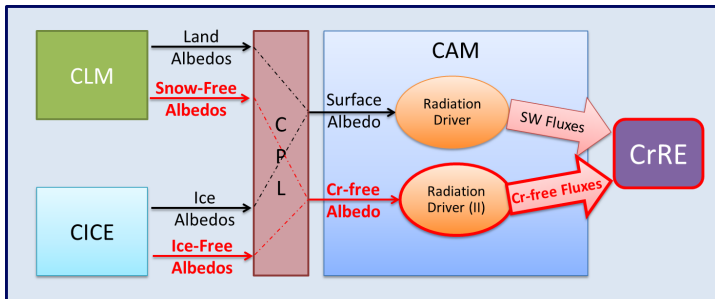 CLM
Land
Albedos
Snow-Free
Albedos
CICE
Ice
Albedos
Ice-Free
Albedos
C
P
L
CAM
Surface
Albedo
Radiation
Driver
SW Fluxes
Cr-free
Albedo
Radiation
Driver (II)
Cr-free Fluxes
CrRE